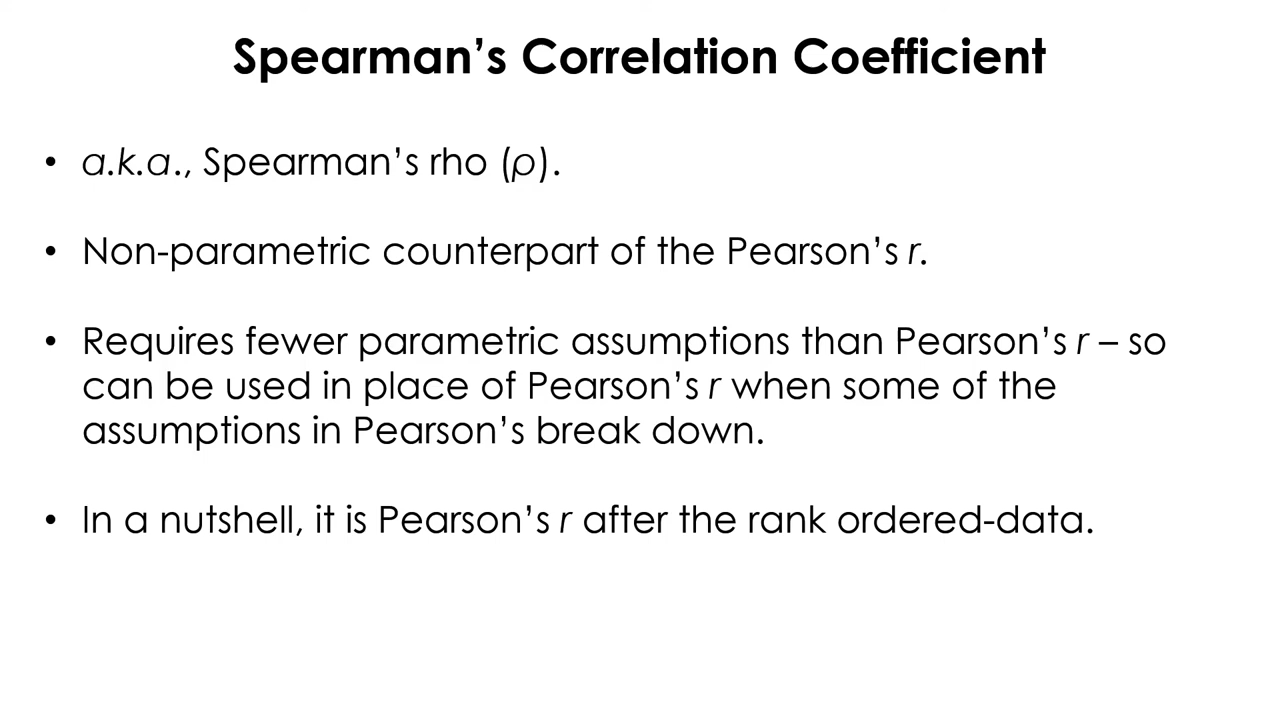 Spearman’s Correlation Coefficient
• a.k.a., Spearman’s rho (ρ).
• Non-parametric counterpart of the Pearson’s r.
• Requires fewer parametric assumptions than Pearson’s r – so
can be used in place of Pearson’s r when some of the
assumptions in Pearson’s break down.
• In a nutshell, it is Pearson’s r after the rank ordered-data.